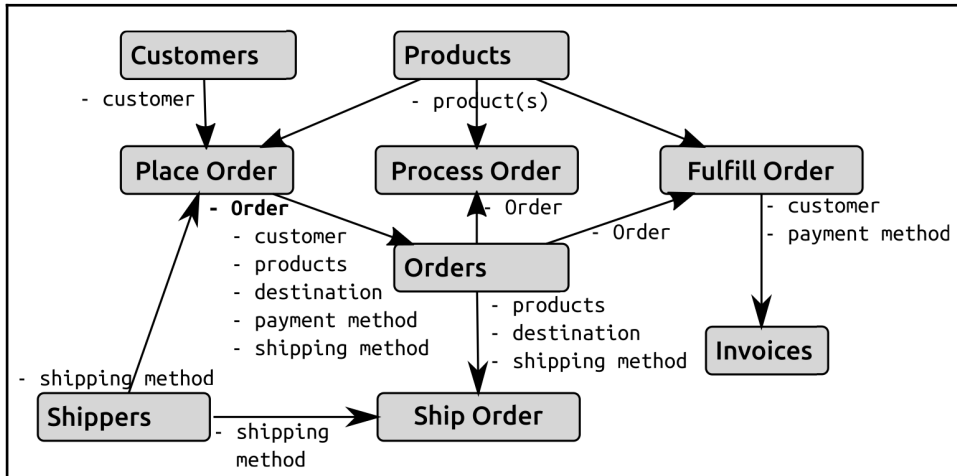 Customers
Products
- customer
- product(s)
Place Order
Process Order
Fulfill Order
- Order
- customer
- products
- destination
- payment method
- shipping method
- Order
- Order
- customer
- payment method
Orders
- products
- destination
- shipping method
Invoices
- shipping method
Shippers
Ship Order
- shipping
method